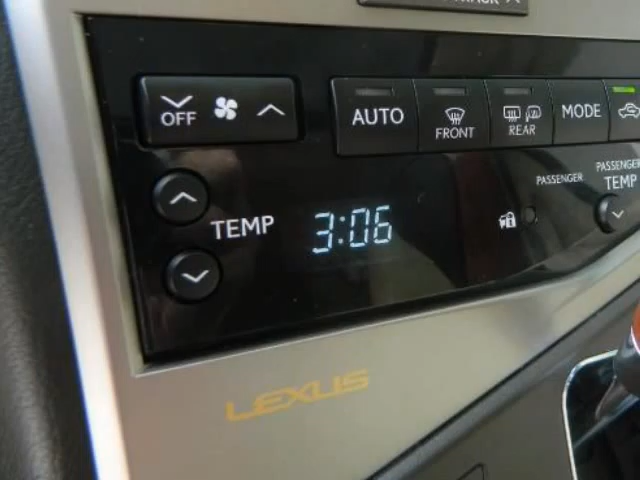 OFF
AUTO
FRONT
REAR
MODE
PASSENGER
PASSENGER
TEMP
TEMP
3:06
LEXUS